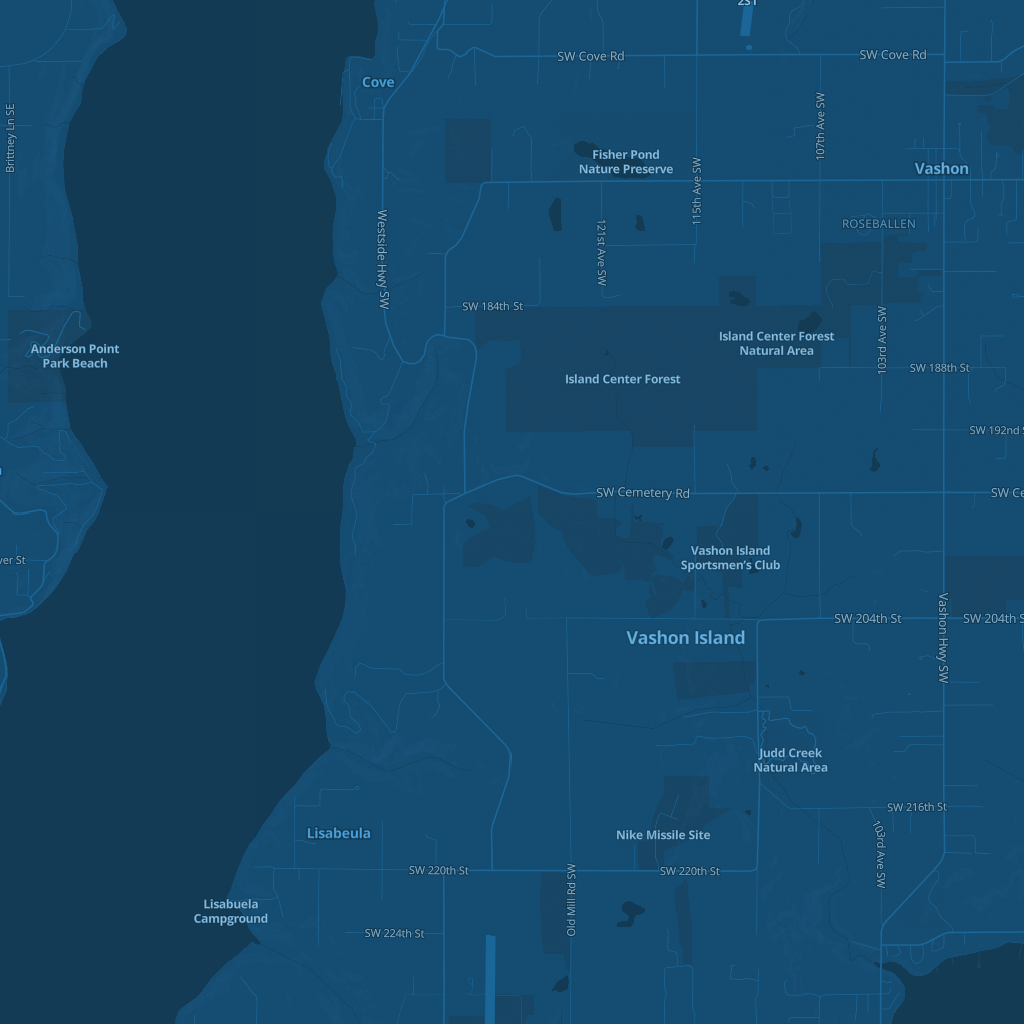 2S1
SW Cove Rd
SW Cove Rd
Cove
Brittney Ln SE
107th Ave SW
Fisher Pond
Nature Preserve
Vashon
115th Ave SW
Westside Hwy SW
121st Ave SW
ROSEBALLEN
SW 184th St
Island Center Forest
Natural Area
103rd Ave SW
Anderson Point
Park Beach
SW 188th St
Island Center Forest
SW 192nd S
SW Cemetery Rd
SW Ce
Vashon Island
Sportsmen's Club
ver St
SW 204th St
SW 204th S
Vashon Hwy SW
Vashon Island
Judd Creek
Natural Area
SW 216th St
Lisabeula
Nike Missile Site
103rd Ave SW
SW 220th St
SW 220th St
Old Mill Rd SW
Lisabuela
Campground
SW 224th St